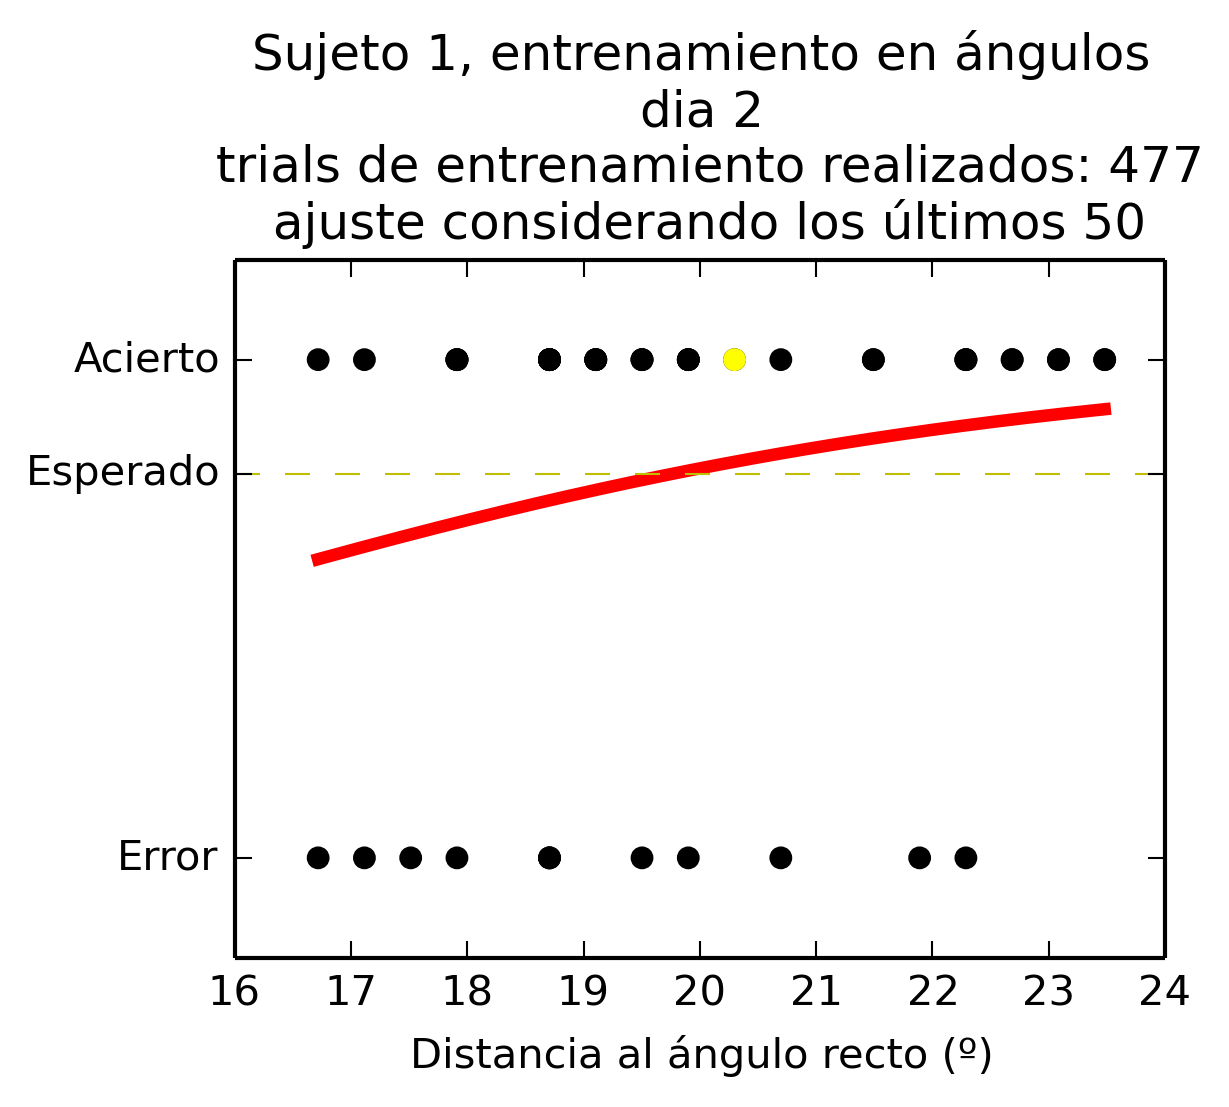 Sujeto 1, entrenamiento en ángulos
dia 2
trials de entrenamiento realizados: 477
ajuste considerando los últimos 50
Acierto
Esperado
Error
16 17 18 19 20 21 22 23 24
Distancia al ángulo recto (º)